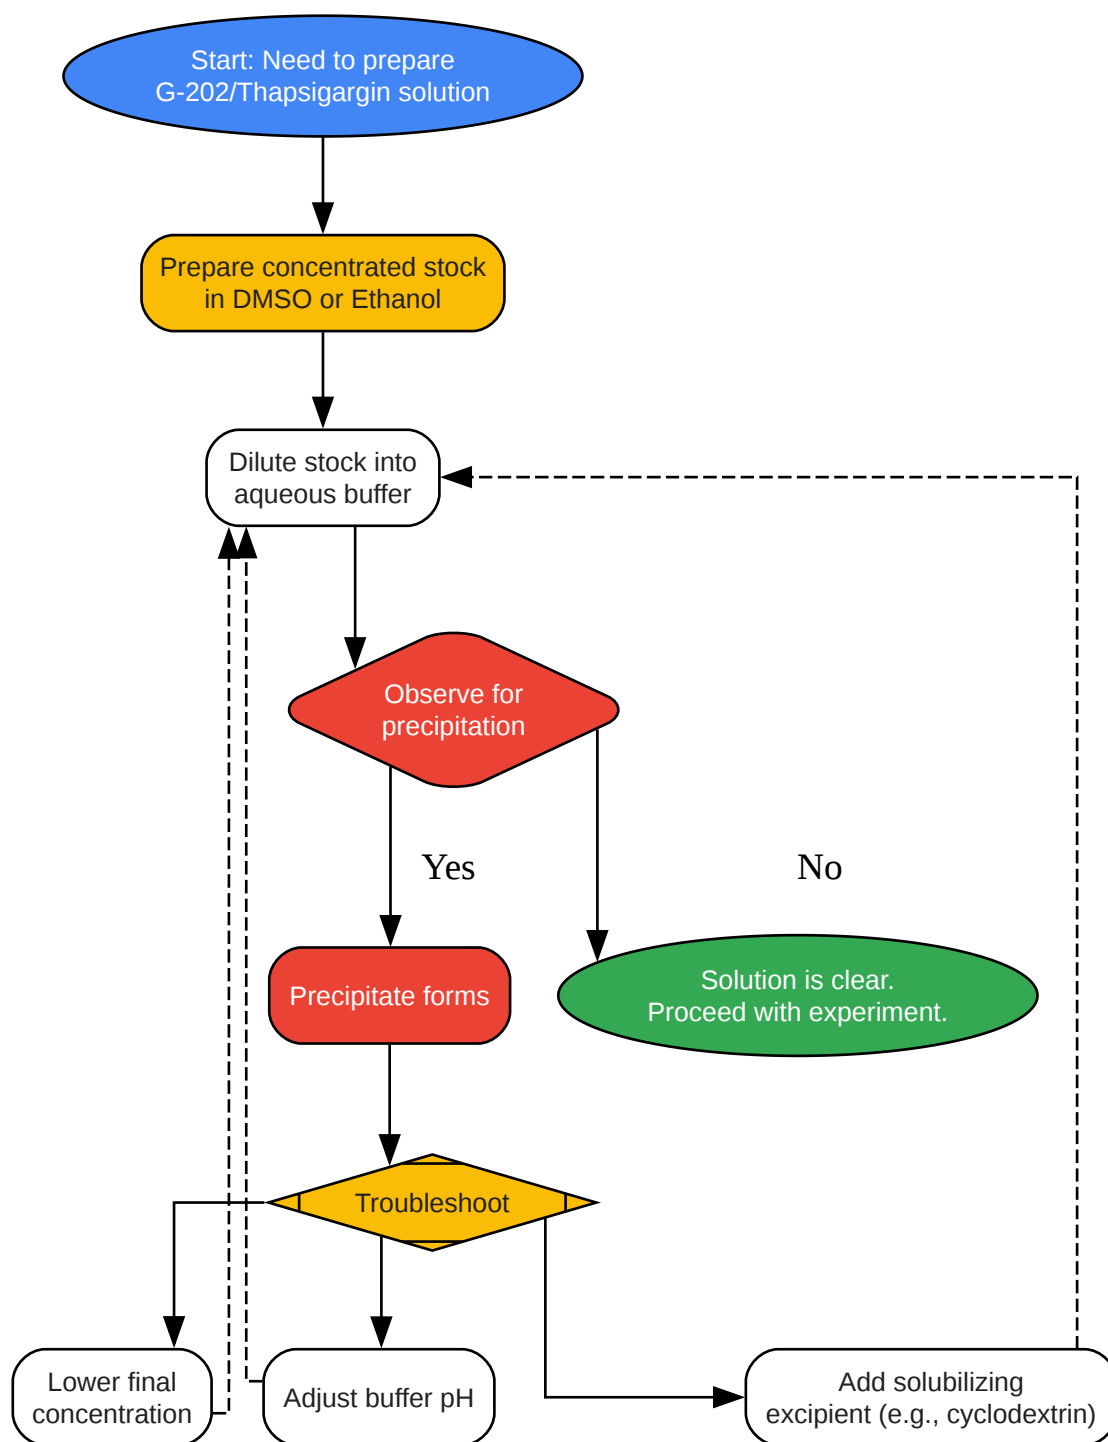 Start: Need to prepare
G-202/Thapsigargin solution
Prepare concentrated stock
in DMSO or Ethanol
Dilute stock into
aqueous buffer
Observe for
precipitation
Yes
No
Precipitate forms
Solution is clear.
Proceed with experiment.
Troubleshoot
Lower final
concentration
Adjust buffer pH
Add solubilizing
excipient (e.g., cyclodextrin)